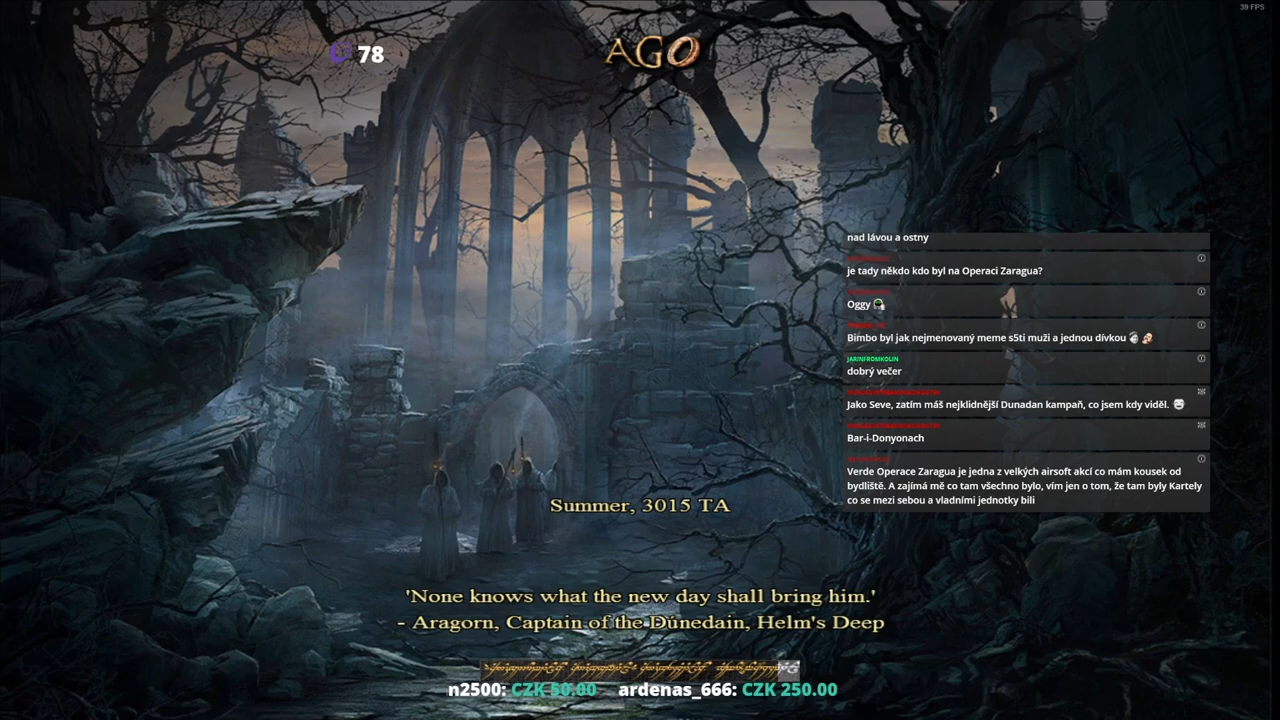 39 FPS
78
AGO
nad lávou a ostny
je tady někdo kdo byl na Operaci Zaragua?
Oggy
Bimbo byl jak nejmenovaný meme s5ti muži a jednou dívkou
JARINFROMKOLIN
dobrý večer
Jako Seve, zatím máš nejklidnější Dunadan kampaň, co jsem kdy viděl.
Bar-i-Donyonach
Verde Operace Zaragua je jedna z velkých airsoft akcí co mám kousek od
bydliště. A zajímá mě co tam všechno bylo, vím jen o tom, že tam byly Kartely
co se mezi sebou a vladními jednotky bili
Summer, 3015 TA
'None knows what the new day shall bring him.'
- Aragorn, Captain of the Dúnedain, Helm's Deep
n2500: CZK 50.00 ardenas_666: CZK 250.00